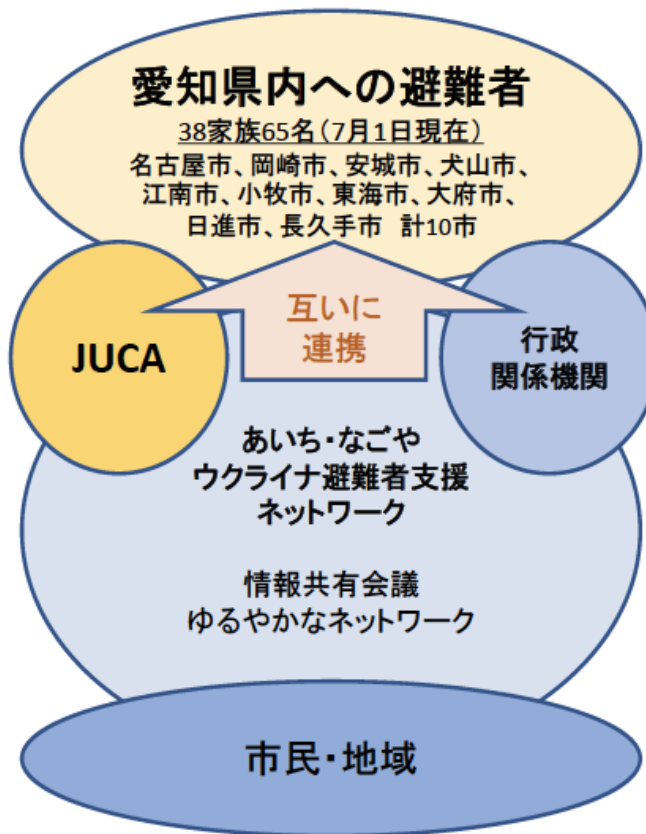 愛知県内への避難者
38家族65名(7月1日現在)
名古屋市、岡崎市、安城市、犬山市、
江南市、小牧市、東海市、大府市、
日進市、長久手市 計10市
互いに
連携
JUCA
行政
関係機関
あいち・なごや
ウクライナ避難者支援
ネットワーク
情報共有会議
ゆるやかなネットワーク
市民・地域